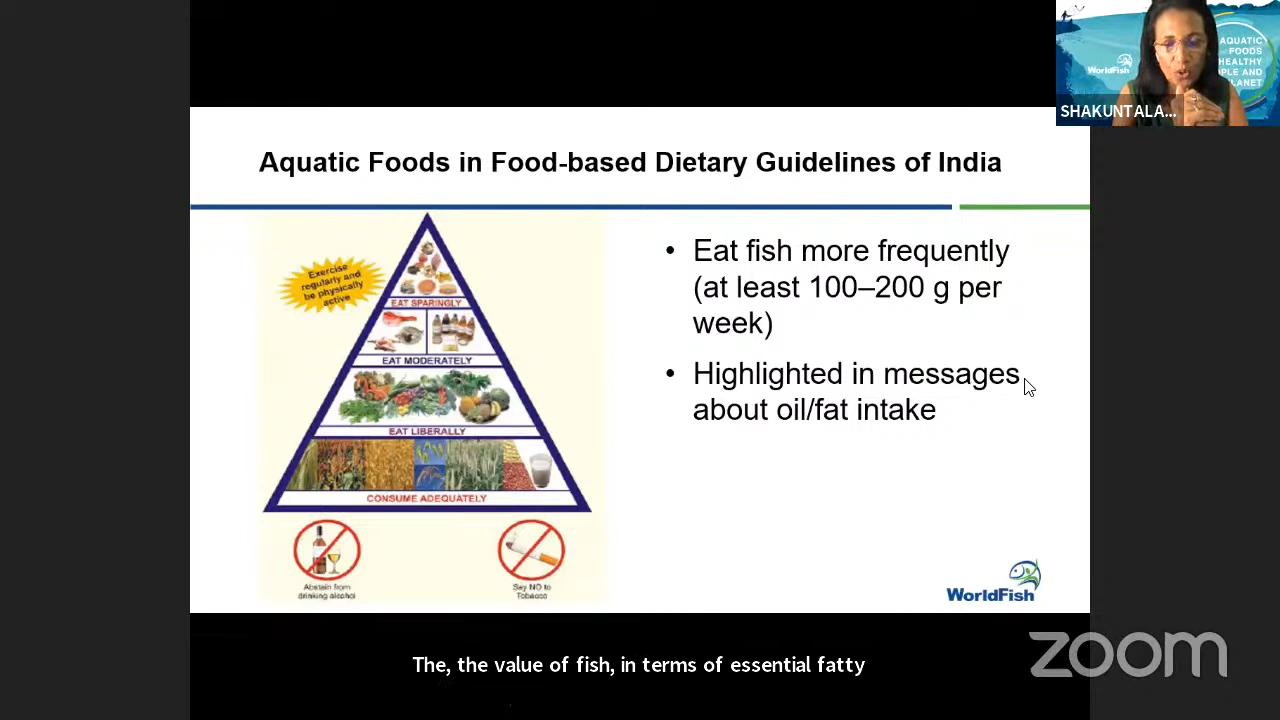 AQUATIC
FOODS
HEALTHY
PLE AND
LANET
WorldFish
SHAKUNTALA...
Aquatic Foods in Food-based Dietary Guidelines of India
Exercise
regularly and
be physically
active
EAT SPARINGLY
EAT MODERATELY
EAT LIBERALLY
CONSUME ADEQUATELY
Abstain from
drinking alcohol
Say NO to
Tobacco
• Eat fish more frequently
(at least 100–200 g per
week)
• Highlighted in messages
about oil/fat intake
WorldFish
The, the value of fish, in terms of essential fatty
zoom